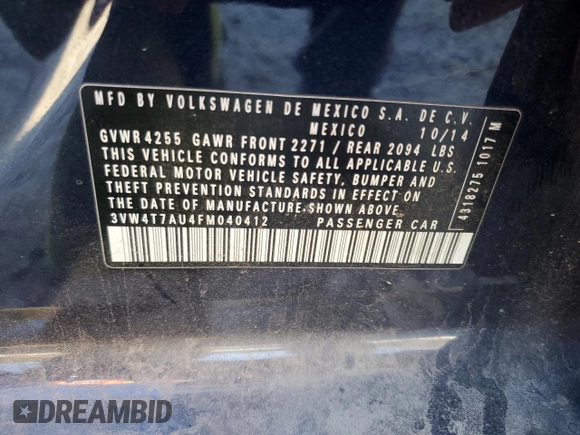 MFD BY VOLKSWAGEN DE MEXICO S.A. DE C.V.
MEXICO 10/14
GVWR 4255 GAWR FRONT 2271 / REAR 2094 LBS
THIS VEHICLE CONFORMS TO ALL APPLICABLE U.S.
FEDERAL MOTOR VEHICLE SAFETY, BUMPER AND
THEFT PREVENTION STANDARDS IN EFFECT ON
THE DATE OF MANUFACTURE SHOWN ABOVE.
3VW4T7AU4FM040412 PASSENGER CAR
4318275 1017 M
DREAMBID